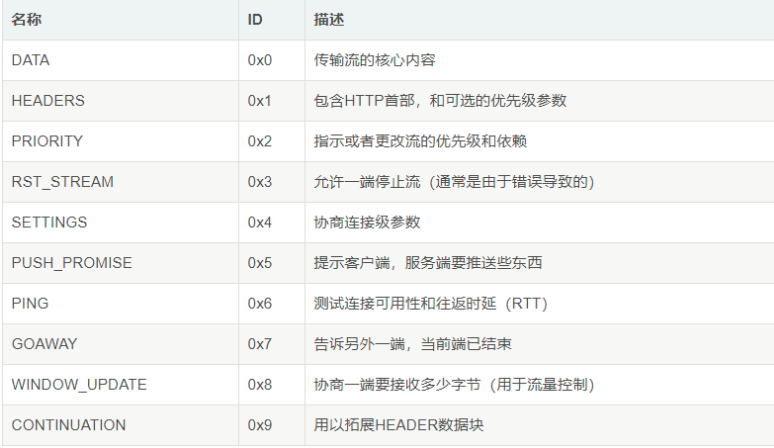 名称 ID 描述
DATA 0x0 传输流的核心内容
HEADERS 0x1 包含HTTP首部，和可选的优先级参数
PRIORITY 0x2 指示或者更改流的优先级和依赖
RST_STREAM 0x3 允许一端停止流（通常是由于错误导致的）
SETTINGS 0x4 协商连接级参数
PUSH_PROMISE 0x5 提示客户端，服务端要推送些东西
PING 0x6 测试连接可用性和往返时延（RTT）
GOAWAY 0x7 告诉另外一端，当前端已结束
WINDOW_UPDATE 0x8 协商一端要接收多少字节（用于流量控制）
CONTINUATION 0x9 用以拓展HEADER数据块